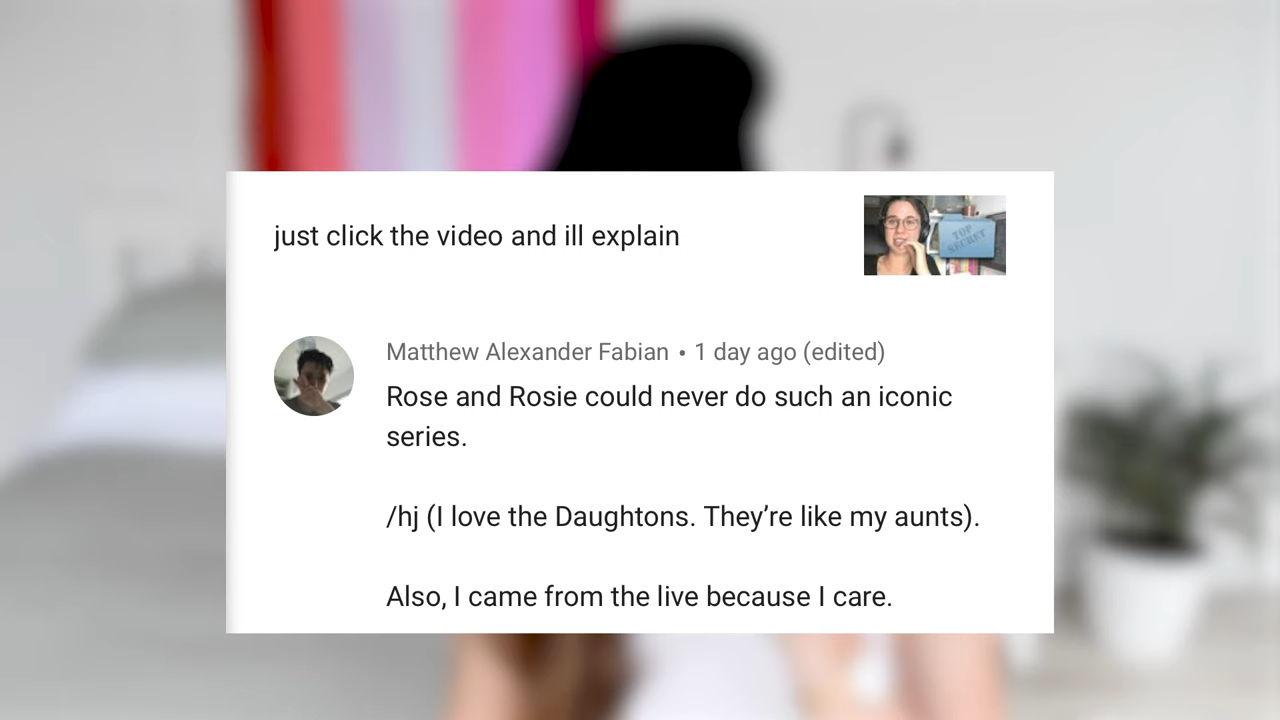 just click the video and ill explain
TOP
SECRET
Matthew Alexander Fabian • 1 day ago (edited)
Rose and Rosie could never do such an iconic
series.
/hj (I love the Daughtons. They’re like my aunts).
Also, I came from the live because I care.